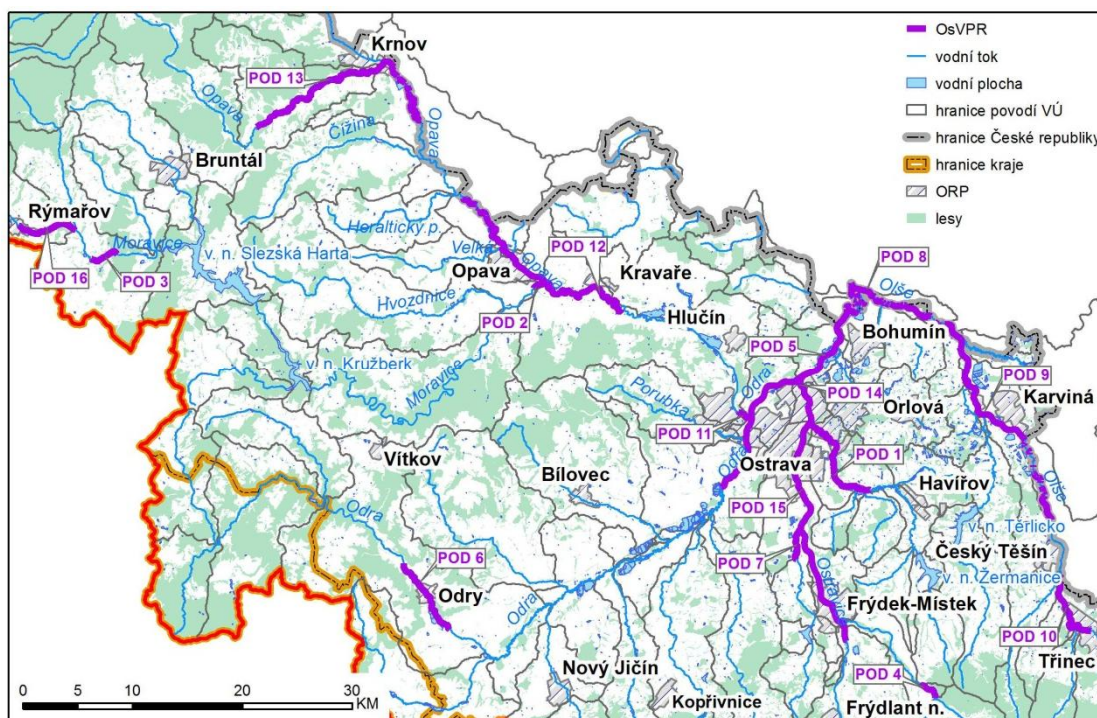 Krnov
POD 13
Opava
Čižina
Opava
Bruntál
Rýmařov
Moravice
POD 16
POD 3
v. n. Slezská Harta
Heraltický p.
Velká
Opava
Opava
POD 12
Kravaře
Hvozdnice
POD 2
Hlučín
POD 8
Olše
Bohumín
POD 5
v. n. Kružberk
Moravice
Porubka
Odra
POD 14
POD 9
Karviná
Orlová
POD 11
Vítkov
Bílovec
Odra
Ostrava
POD 1
Havířov
Olše
POD 15
v. n. Těrlicko
Odra
POD 7
Český Těšín
v. n. Žermanice
POD 6
Odry
Odra
Ostravice
Frýdek-Místek
POD 10
Třinec
Nový Jičín
Kopřivnice
POD 4
Frýdlant n.
OsVPR
vodní tok
vodní plocha
hranice povodí VÚ
hranice České republiky
hranice kraje
ORP
lesy
0 5 10 20 30
KM